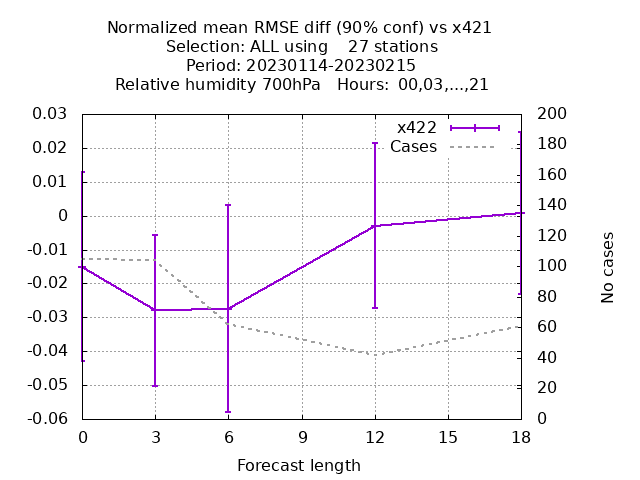 Normalized mean RMSE diff (90% conf) vs x421
Selection: ALL using    27 stations
Period: 20230114-20230215
Relative humidity 700hPa   Hours: 00,03,...,21
x422
Cases
0.03
0.02
0.01
0
-0.01
-0.02
-0.03
-0.04
-0.05
-0.06
200
180
160
140
120
100
80
60
40
20
0
No cases
0 3 6 9 12 15 18
Forecast length